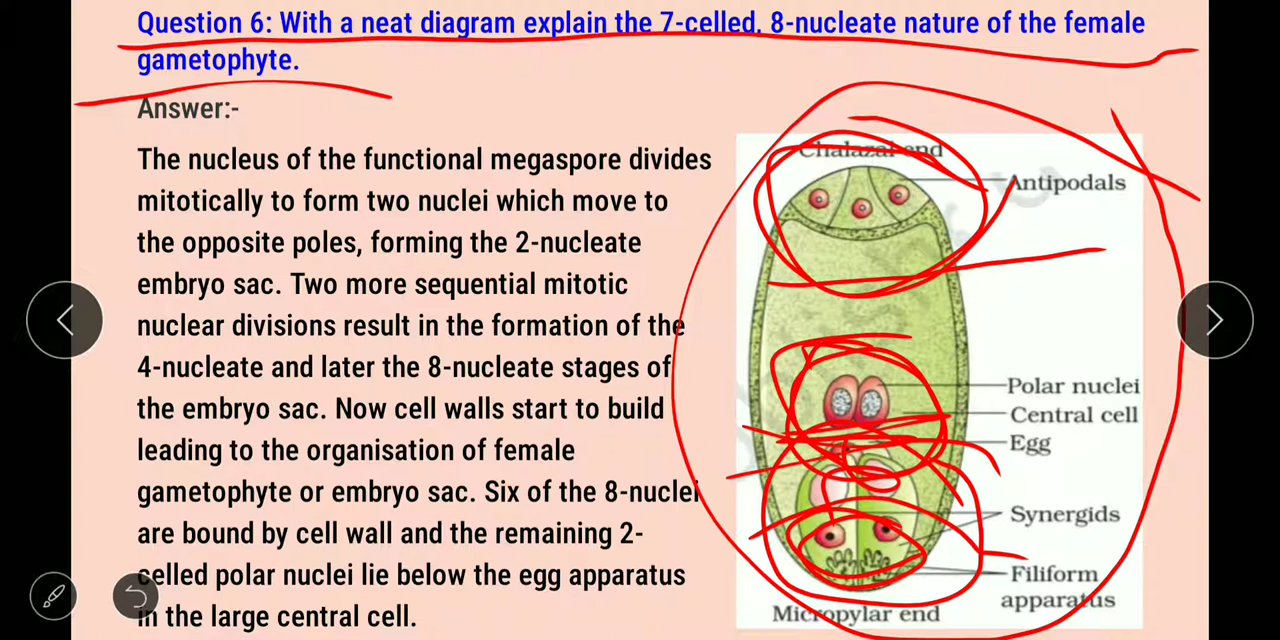 Question 6: With a neat diagram explain the 7-celled, 8-nucleate nature of the female
gametophyte.
Answer:-
The nucleus of the functional megaspore divides
mitotically to form two nuclei which move to
the opposite poles, forming the 2-nucleate
embryo sac. Two more sequential mitotic
nuclear divisions result in the formation of the
4-nucleate and later the 8-nucleate stages of
the embryo sac. Now cell walls start to build
leading to the organisation of female
gametophyte or embryo sac. Six of the 8-nuclei
are bound by cell wall and the remaining 2-
celled polar nuclei lie below the egg apparatus
in the large central cell.
Chalazal end
Antipodals
Polar nuclei
Central cell
Egg
Synergids
Filiform
apparatus
Micropylar end